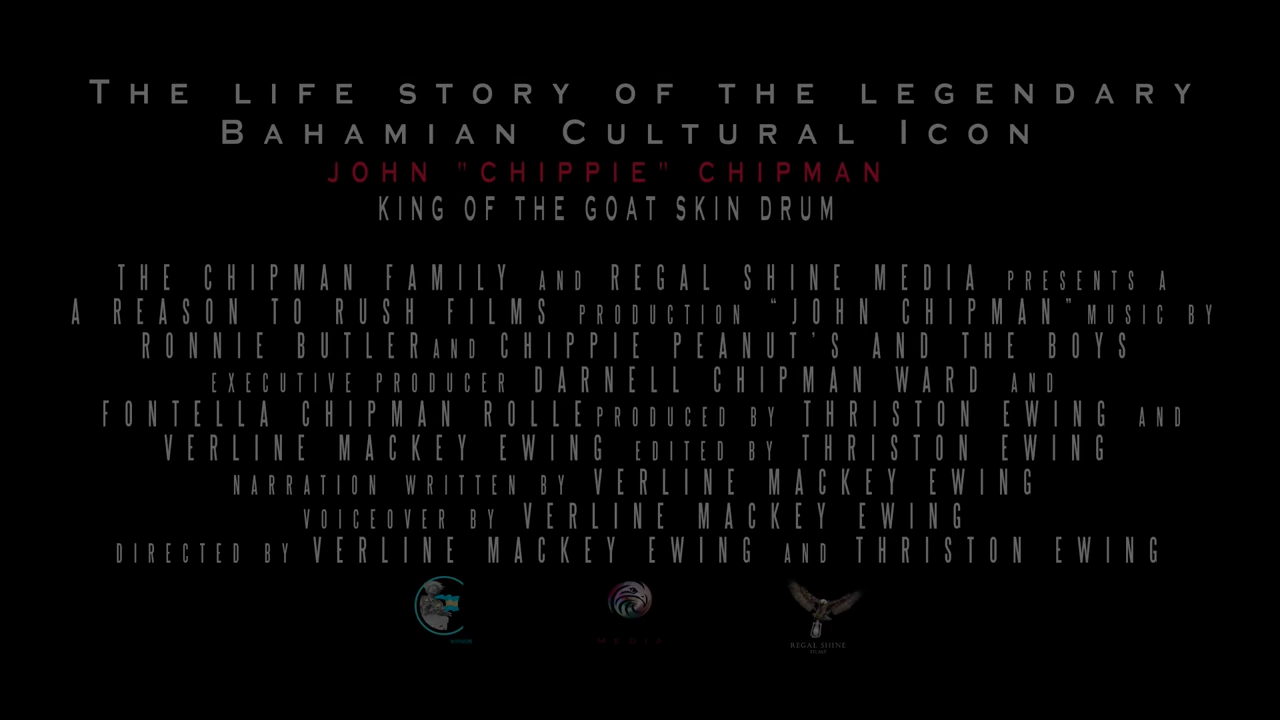 The life story of the legendary
Bahamian Cultural Icon
JOHN "CHIPPIE" CHIPMAN
KING OF THE GOAT SKIN DRUM
THE CHIPMAN FAMILY AND REGAL SHINE MEDIA PRESENTS A
A REASON TO RUSH FILMS PRODUCTION “JOHN CHIPMAN” MUSIC BY
RONNIE BUTLER AND CHIPPIE PEANUT'S AND THE BOYS
EXECUTIVE PRODUCER DARNELL CHIPMAN WARD AND
FONTELLA CHIPMAN ROLLE PRODUCED BY THRISTON EWING AND
VERLINE MACKEY EWING EDITED BY THRISTON EWING
NARRATION WRITTEN BY VERLINE MACKEY EWING
VOICEOVER BY VERLINE MACKEY EWING
DIRECTED BY VERLINE MACKEY EWING AND THRISTON EWING
MEDIA
REGAL SHINE
FILMS